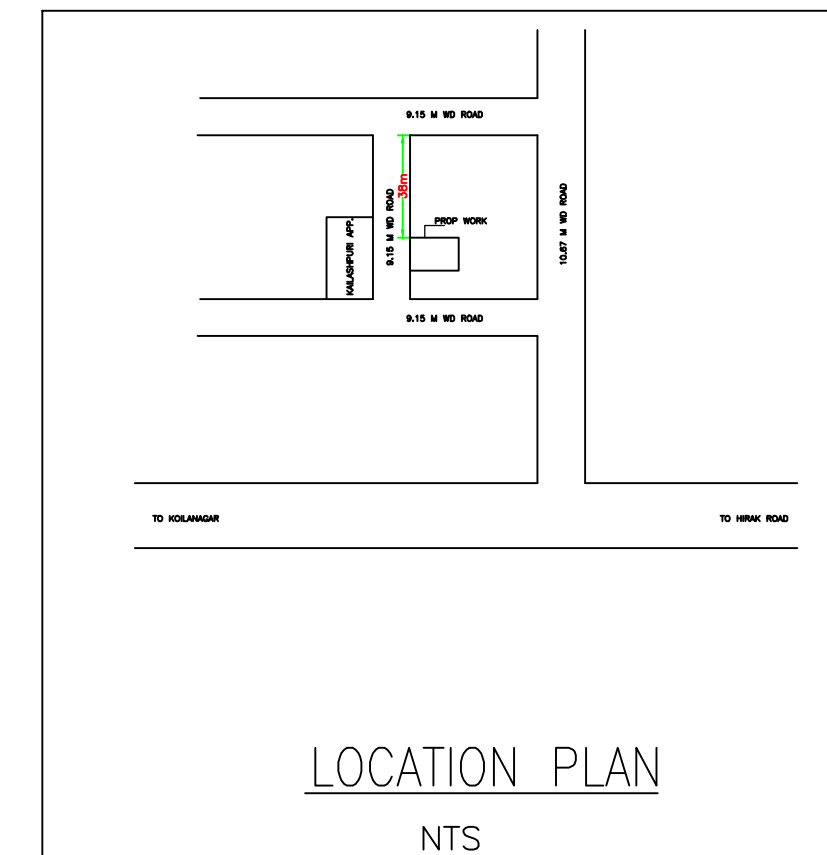 9.15 M WD ROAD
38m
9.15 M WD ROAD
KAILASHPURI APP.
PROP WORK
10.67 M WD ROAD
9.15 M WD ROAD
TO KOILANAGAR
TO HIRAK ROAD
LOCATION PLAN
NTS